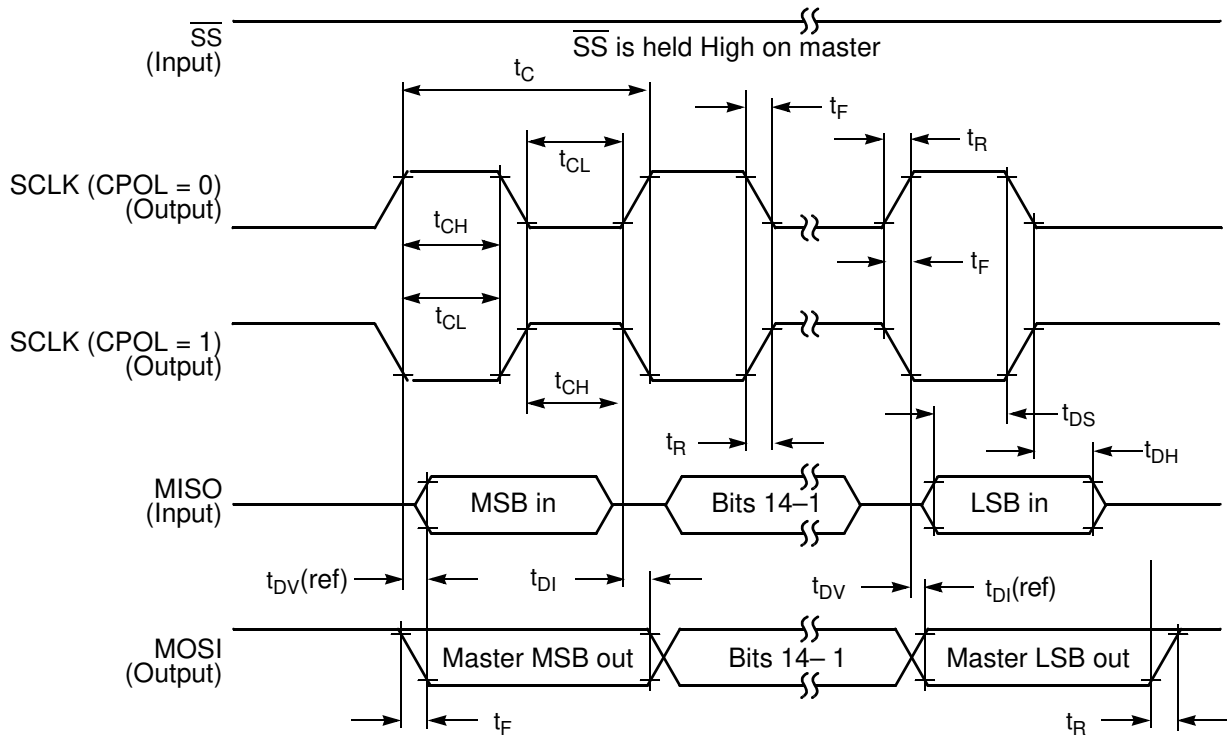 SS
(Input)
SS is held High on master
tC
tF
tR
tCL
SCLK (CPOL = 0)
(Output)
tCH
tF
tCL
SCLK (CPOL = 1)
(Output)
tCH
tDS
tR
tDH
MISO
(Input)
MSB in
Bits 14–1
LSB in
tDV(ref)
tDI
tDV
tDI(ref)
MOSI
(Output)
Master MSB out
Bits 14– 1
Master LSB out
tF
tR